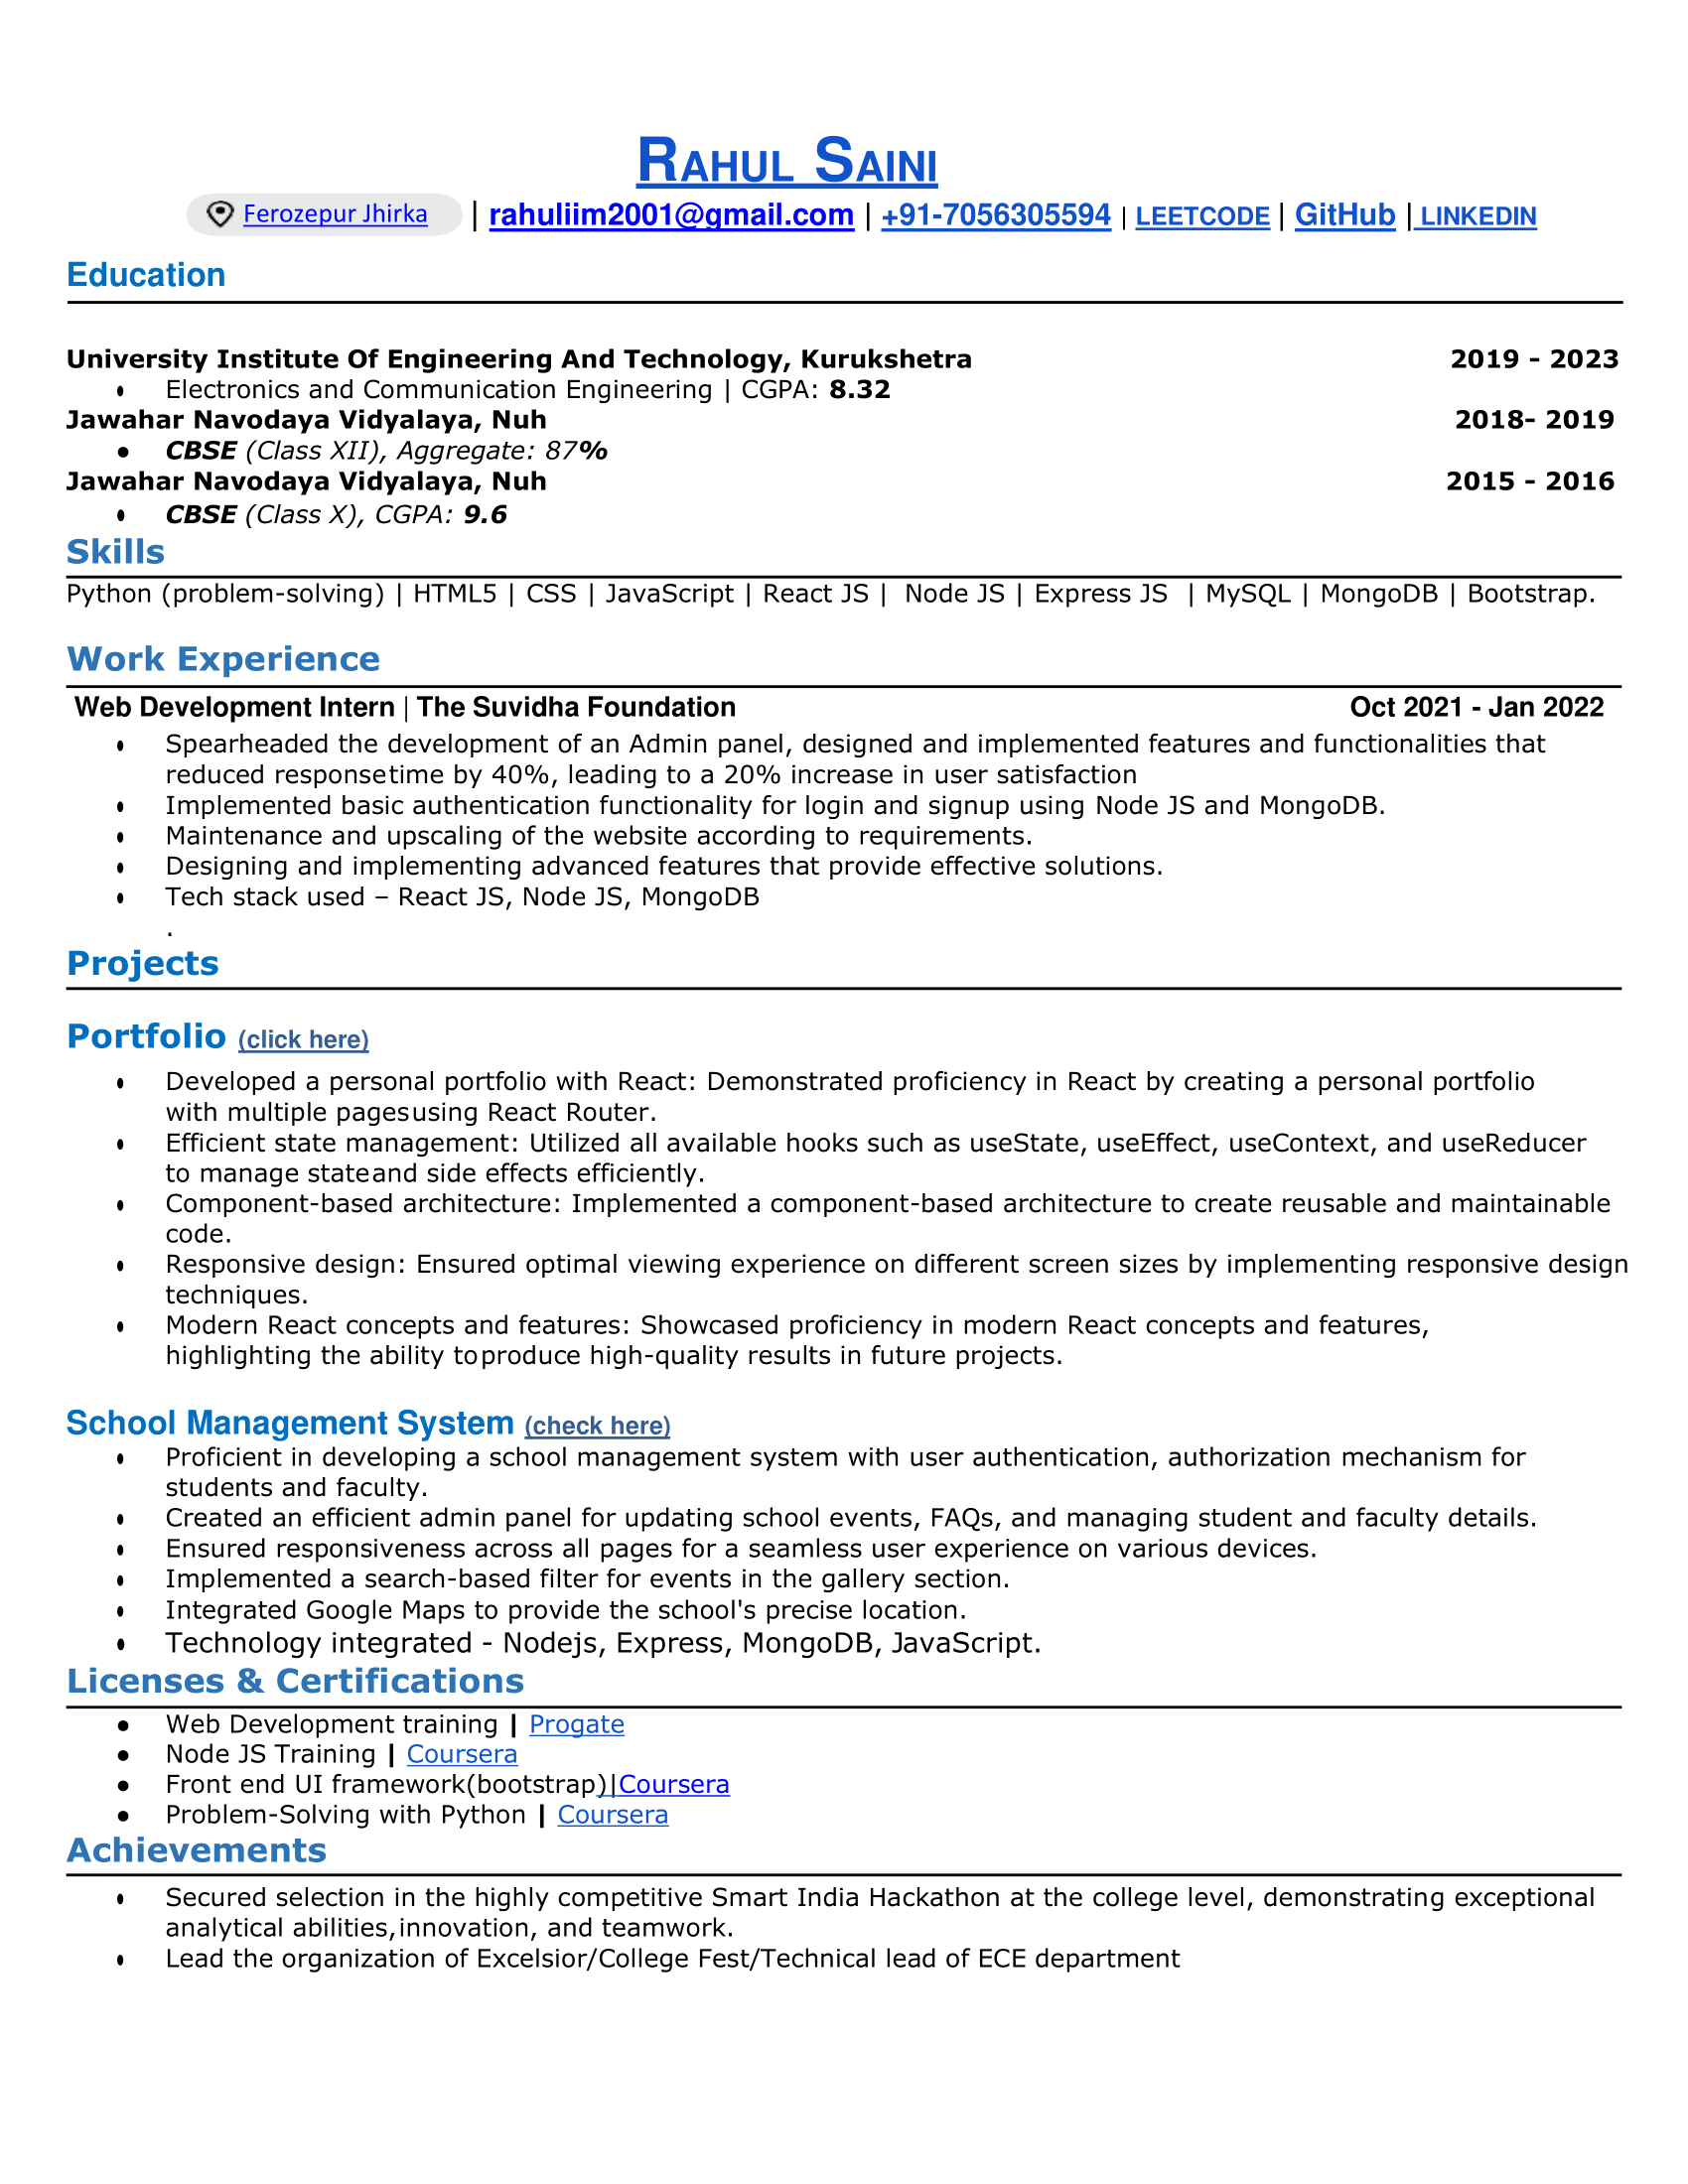 RAHUL SAINI
Ferozepur Jhirka | rahuliim2001@gmail.com | +91-7056305594 | LEETCODE | GitHub | LINKEDIN
Education
University Institute Of Engineering And Technology, Kurukshetra 2019 - 2023
• Electronics and Communication Engineering | CGPA: 8.32
Jawahar Navodaya Vidyalaya, Nuh 2018- 2019
• CBSE (Class XII), Aggregate: 87%
Jawahar Navodaya Vidyalaya, Nuh 2015 - 2016
• CBSE (Class X), CGPA: 9.6
Skills
Python (problem-solving) | HTML5 | CSS | JavaScript | React JS | Node JS | Express JS | MySQL | MongoDB | Bootstrap.
Work Experience
Web Development Intern | The Suvidha Foundation Oct 2021 - Jan 2022
• Spearheaded the development of an Admin panel, designed and implemented features and functionalities that
reduced responsetime by 40%, leading to a 20% increase in user satisfaction
• Implemented basic authentication functionality for login and signup using Node JS and MongoDB.
• Maintenance and upscaling of the website according to requirements.
• Designing and implementing advanced features that provide effective solutions.
• Tech stack used – React JS, Node JS, MongoDB
.
Projects
Portfolio (click here)
• Developed a personal portfolio with React: Demonstrated proficiency in React by creating a personal portfolio
with multiple pagesusing React Router.
• Efficient state management: Utilized all available hooks such as useState, useEffect, useContext, and useReducer
to manage stateand side effects efficiently.
• Component-based architecture: Implemented a component-based architecture to create reusable and maintainable
code.
• Responsive design: Ensured optimal viewing experience on different screen sizes by implementing responsive design
techniques.
• Modern React concepts and features: Showcased proficiency in modern React concepts and features,
highlighting the ability toproduce high-quality results in future projects.
School Management System (check here)
• Proficient in developing a school management system with user authentication, authorization mechanism for
students and faculty.
• Created an efficient admin panel for updating school events, FAQs, and managing student and faculty details.
• Ensured responsiveness across all pages for a seamless user experience on various devices.
• Implemented a search-based filter for events in the gallery section.
• Integrated Google Maps to provide the school's precise location.
• Technology integrated - Nodejs, Express, MongoDB, JavaScript.
Licenses & Certifications
• Web Development training | Progate
• Node JS Training | Coursera
• Front end UI framework(bootstrap)|Coursera
• Problem-Solving with Python | Coursera
Achievements
• Secured selection in the highly competitive Smart India Hackathon at the college level, demonstrating exceptional
analytical abilities,innovation, and teamwork.
• Lead the organization of Excelsior/College Fest/Technical lead of ECE department